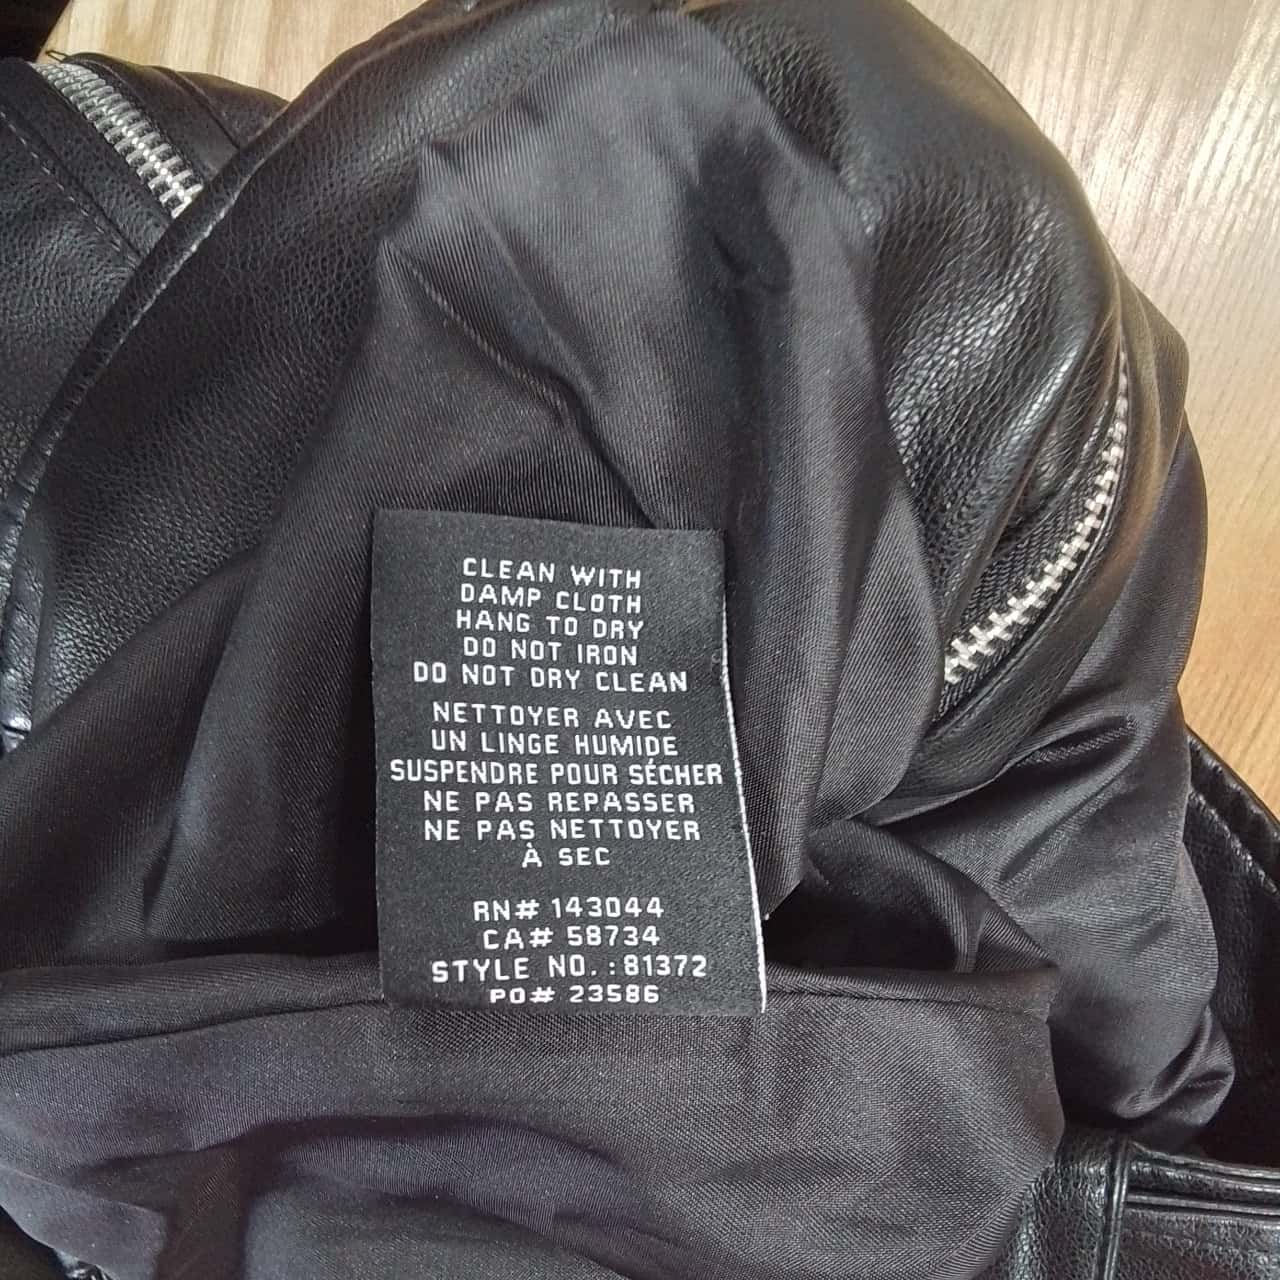 CLEAN WITH
DAMP CLOTH
HANG TO DRY
DO NOT IRON
DO NOT DRY CLEAN
NETTOYER AVEC
UN LINGE HUMIDE
SUSPENDRE POUR SÉCHER
NE PAS REPASSER
NE PAS NETTOYER
À SEC
RN# 143044
CA# 58734
STYLE NO. : 81372
PO# 23586